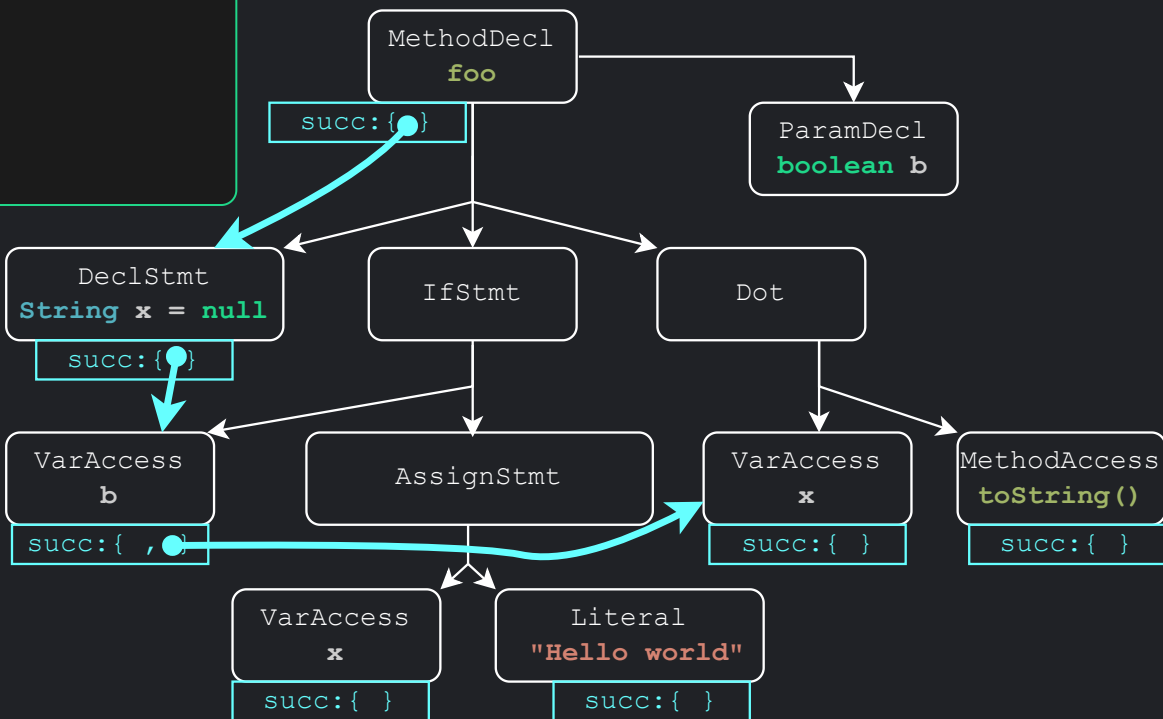 MethodDecl
foo
succ:{ }
ParamDecl
boolean b
DeclStmt
String x = null
succ:{ }
IfStmt
Dot
VarAccess
b
succ:{ , }
AssignStmt
VarAccess
x
succ:{ }
MethodAccess
toString()
succ:{ }
VarAccess
x
succ:{ }
Literal
"Hello world"
succ:{ }